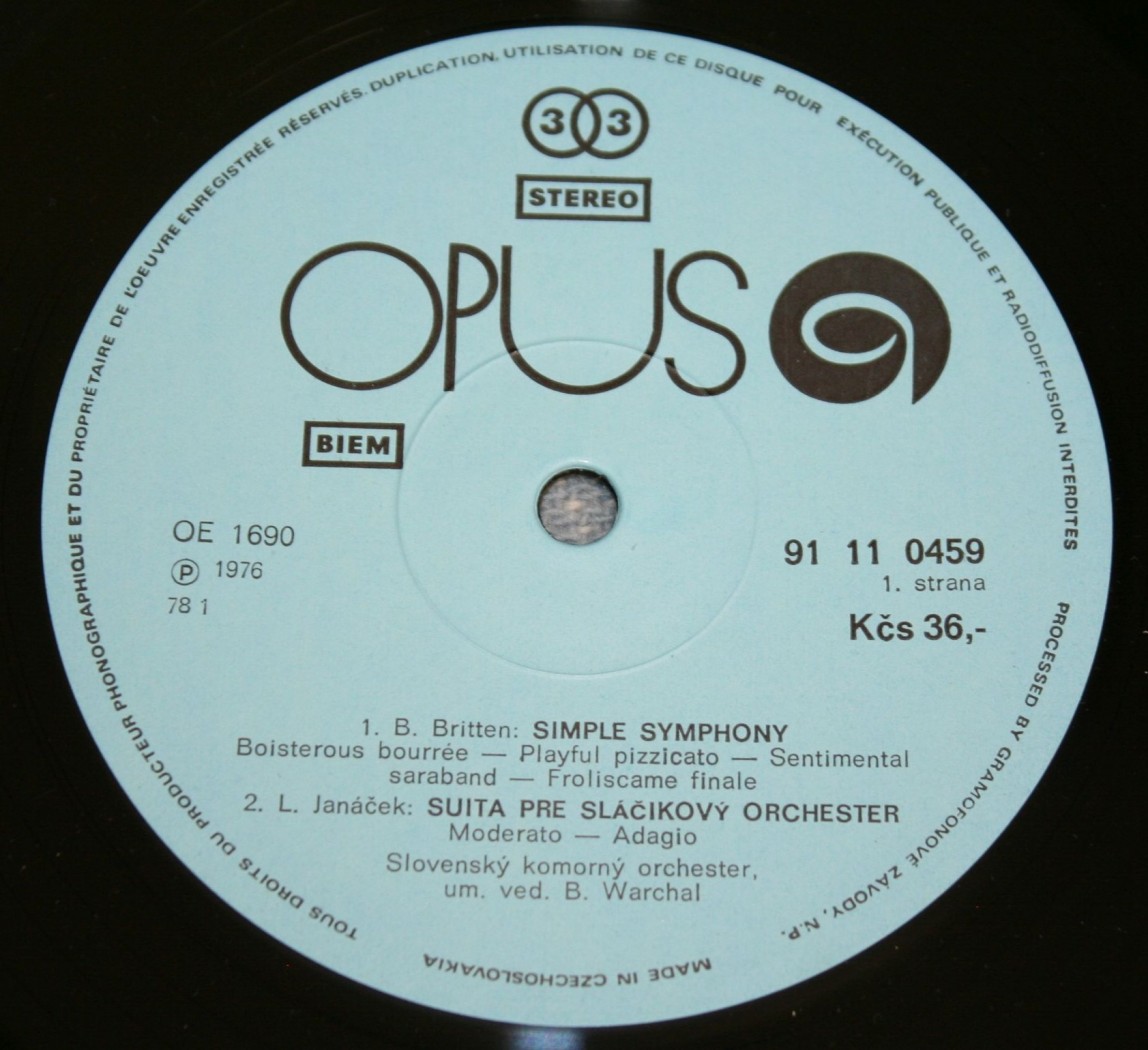 TOUS DROITS DU PRODUCTEUR PHONOGRAPHIQUE ET DU PROPRIÉTAIRE DE L'OEUVRE ENREGISTRÉE RÉSERVÉS. DUPLICATION. UTILISATION DE CE DISQUE POUR EXÉCUTION PUBLIQUE ET RADIODIFFUSION INTERDITES
33
STEREO
OPUS
BIEM
OE 1690
Ⓟ 1976
78 1
91 11 0459
1. strana
Kčs 36,-
1. B. Britten: SIMPLE SYMPHONY
Boisterous bourrée — Playful pizzicato — Sentimental
saraband — Froliscame finale
2. L. Janáček: SUITA PRE SLÁČIKOVÝ ORCHESTER
Moderato — Adagio
Slovenský komorný orchester,
um. ved. B. Warchal
PROCESSED BY GRAMOFONOVÉ ZÁVODY, N.P.
MADE IN CZECHOSLOVAKIA